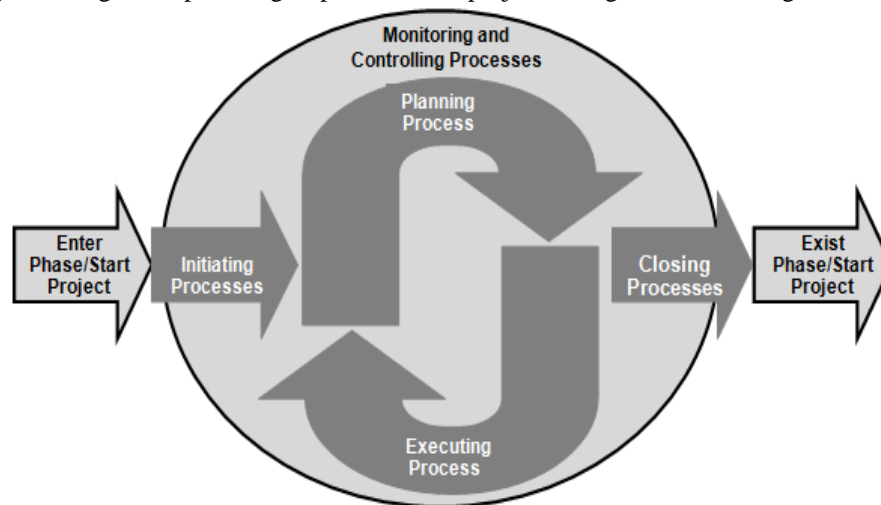 Monitoring and
Controlling Processes
Planning
Process
Enter
Phase/Start
Project
Initiating
Processes
Closing
Processes
Exist
Phase/Start
Project
Executing
Process